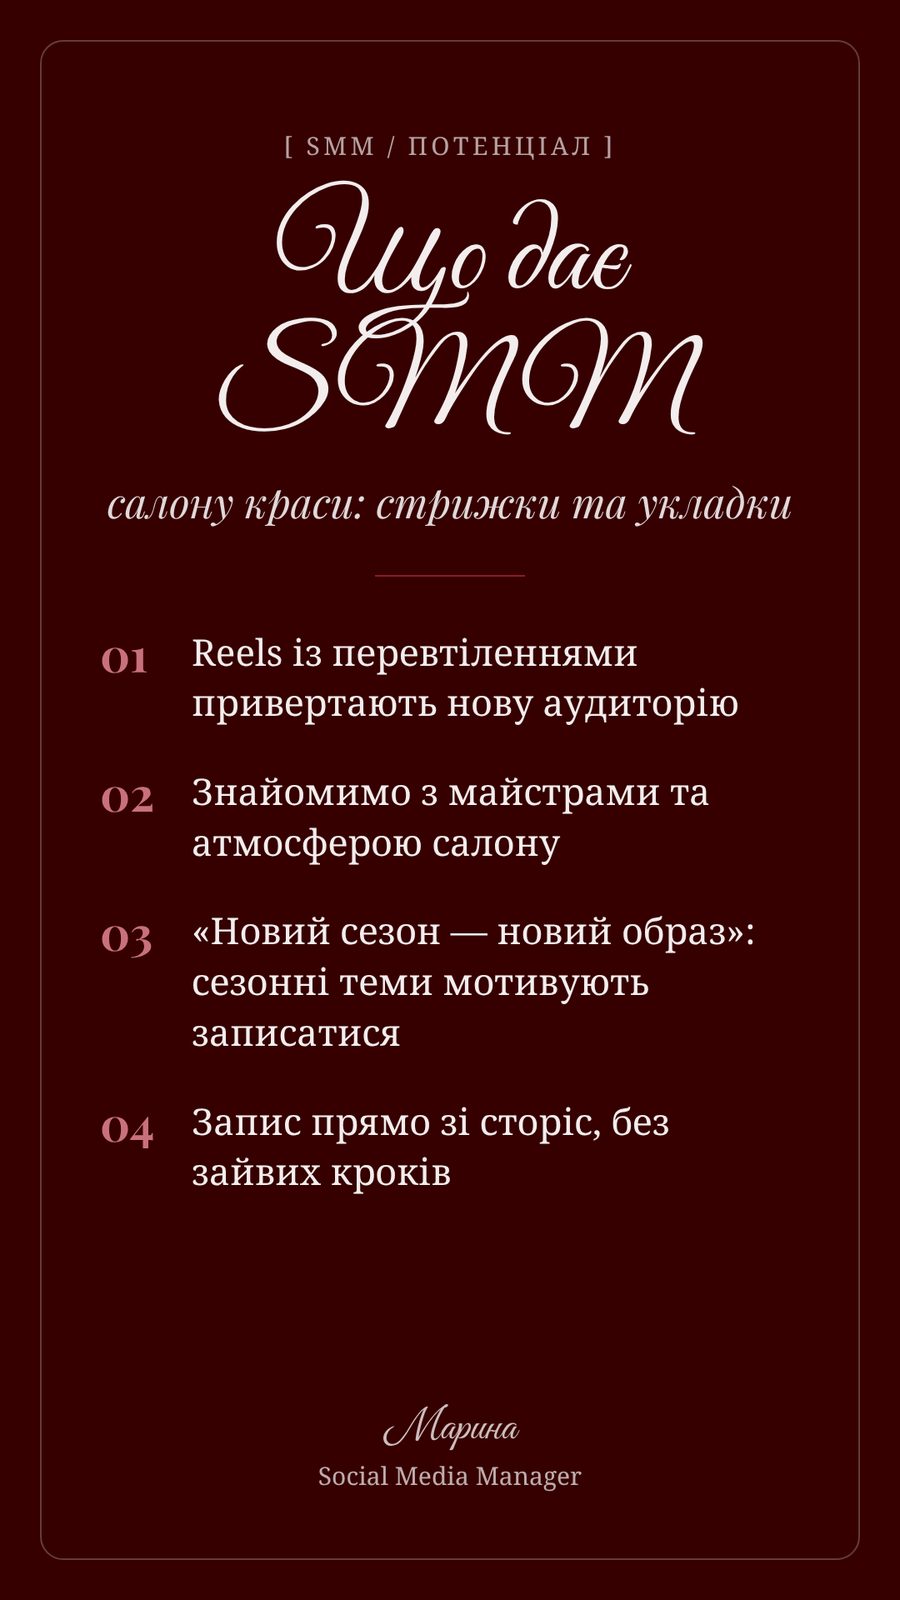 [ SMM / ПОТЕНЦІАЛ ]
Що дає
SMM
салону краси: стрижки та укладки
01 Reels із перевтіленнями
привертають нову аудиторію
02 Знайомимо з майстрами та
атмосферою салону
03 «Новий сезон — новий образ»:
сезонні теми мотивують
записатися
04 Запис прямо зі сторіс, без
зайвих кроків
Марина
Social Media Manager